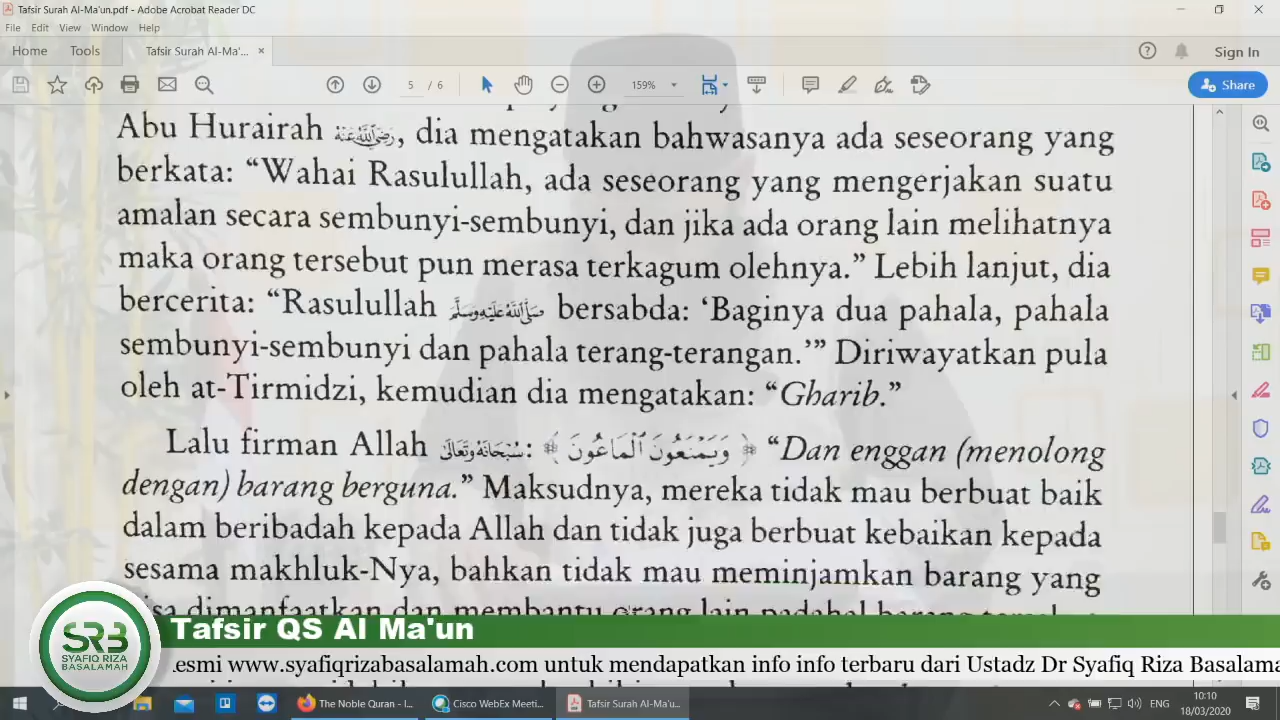 Tafsir Surah Al-Ma'un.pdf - Adobe Acrobat Reader DC
File Edit View Window Help
Home Tools Tafsir Surah Al-Ma'... × Sign In
5 / 6 159% Share
Abu Hurairah رضي الله عنه, dia mengatakan bahwasanya ada seseorang yang
berkata: “Wahai Rasulullah, ada seseorang yang mengerjakan suatu
amalan secara sembunyi-sembunyi, dan jika ada orang lain melihatnya
maka orang tersebut pun merasa terkagum olehnya.” Lebih lanjut, dia
bercerita: “Rasulullah صلى الله عليه وسلم bersabda: ‘Baginya dua pahala, pahala
sembunyi-sembunyi dan pahala terang-terangan.’” Diriwayatkan pula
oleh at-Tirmidzi, kemudian dia mengatakan: “Gharib.”
Lalu firman Allah سبحانه وتعالى: ﴿ وَيَمْنَعُونَ ٱلْمَاعُونَ ﴾ “Dan enggan (menolong
dengan) barang berguna.” Maksudnya, mereka tidak mau berbuat baik
dalam beribadah kepada Allah dan tidak juga berbuat kebaikan kepada
sesama makhluk-Nya, bahkan tidak mau meminjamkan barang yang
dimanfaatkan dan membantu orang lain padahal barang
SRB
SYAFIQ RIZA
BASALAMAH
Tafsir QS Al Ma'un
.esmi www.syafiqrizabasalamah.com untuk mendapatkan info info terbaru dari Ustadz Dr Syafiq Riza Basalama
The Noble Quran - I... Cisco WebEx Meeti... Tafsir Surah Al-Ma'u... ENG
10:10
18/03/2020